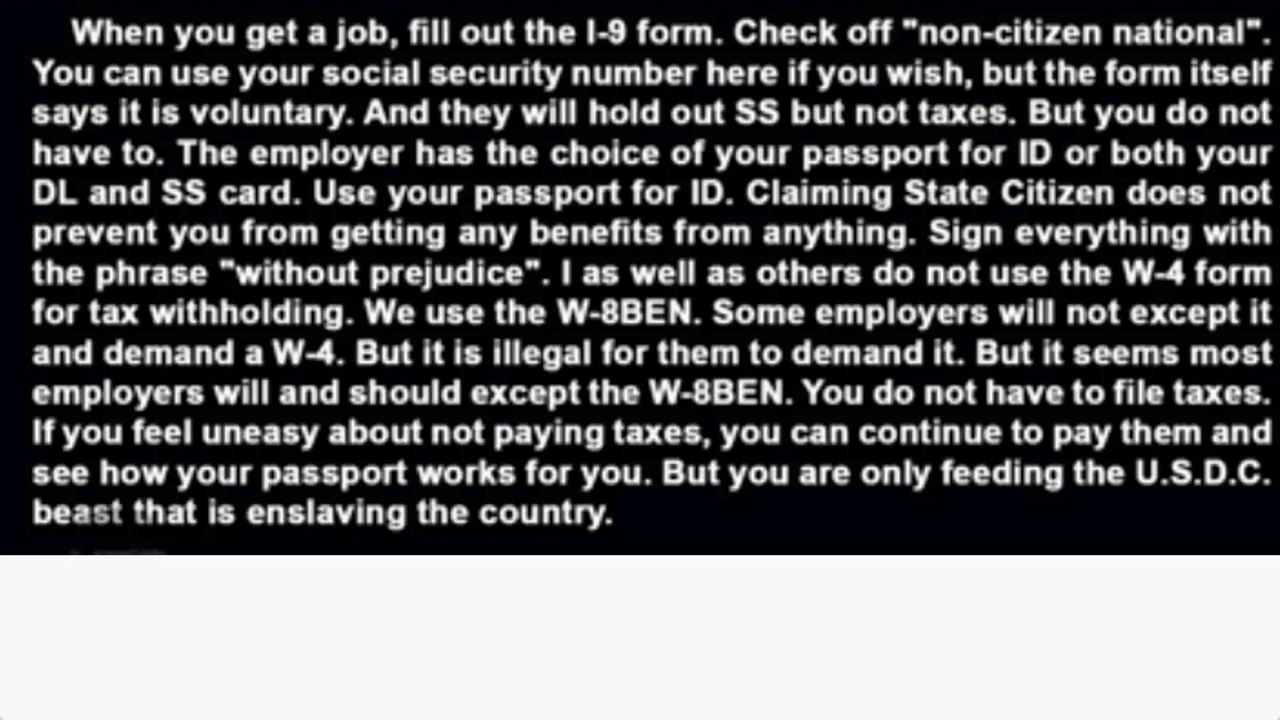 When you get a job, fill out the I-9 form. Check off "non-citizen national".
You can use your social security number here if you wish, but the form itself
says it is voluntary. And they will hold out SS but not taxes. But you do not
have to. The employer has the choice of your passport for ID or both your
DL and SS card. Use your passport for ID. Claiming State Citizen does not
prevent you from getting any benefits from anything. Sign everything with
the phrase "without prejudice". I as well as others do not use the W-4 form
for tax withholding. We use the W-8BEN. Some employers will not except it
and demand a W-4. But it is illegal for them to demand it. But it seems most
employers will and should except the W-8BEN. You do not have to file taxes.
If you feel uneasy about not paying taxes, you can continue to pay them and
see how your passport works for you. But you are only feeding the U.S.D.C.
beast that is enslaving the country.